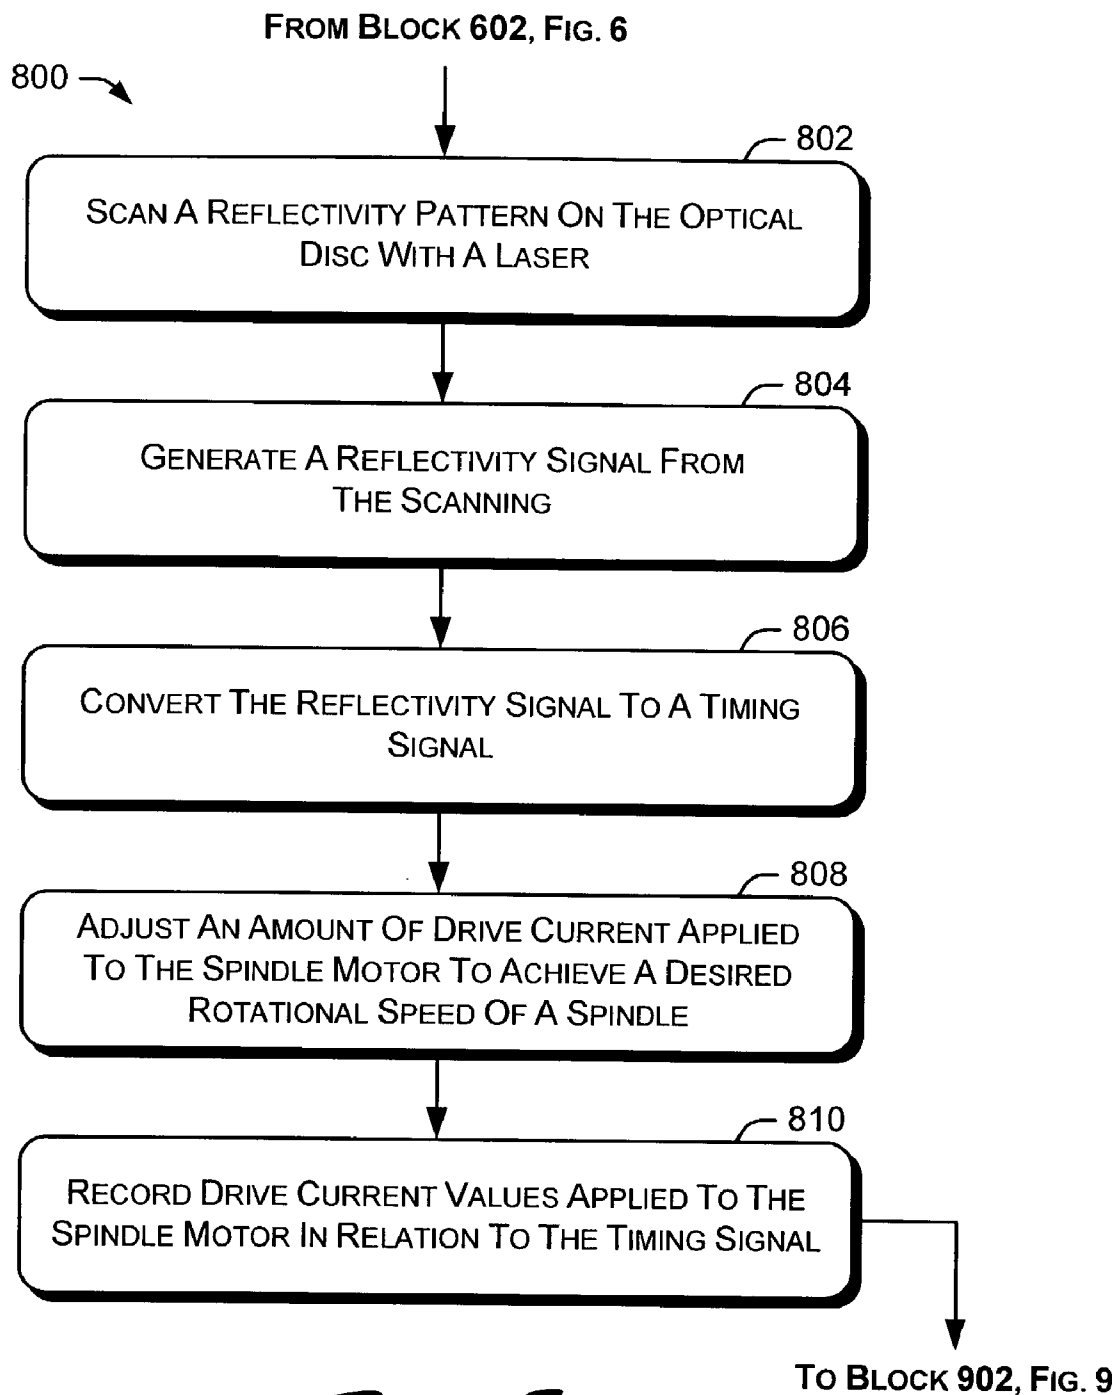 FROM BLOCK 602, FIG. 6
800
802
SCAN A REFLECTIVITY PATTERN ON THE OPTICAL
DISC WITH A LASER
804
GENERATE A REFLECTIVITY SIGNAL FROM
THE SCANNING
806
CONVERT THE REFLECTIVITY SIGNAL TO A TIMING
SIGNAL
808
ADJUST AN AMOUNT OF DRIVE CURRENT APPLIED
TO THE SPINDLE MOTOR TO ACHIEVE A DESIRED
ROTATIONAL SPEED OF A SPINDLE
810
RECORD DRIVE CURRENT VALUES APPLIED TO THE
SPINDLE MOTOR IN RELATION TO THE TIMING SIGNAL
TO BLOCK 902, FIG. 9